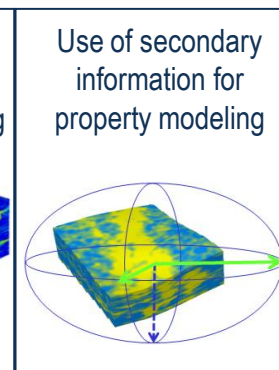 Use of secondary
information for
property modeling
g